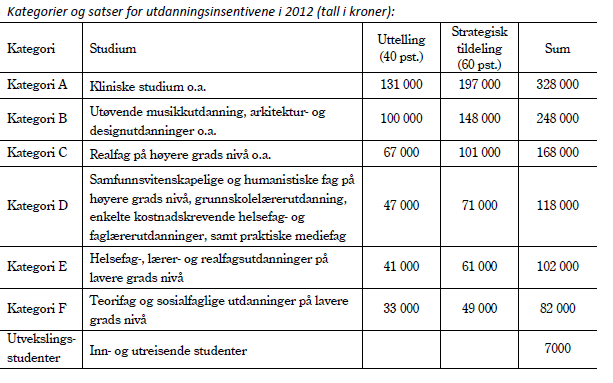 Kategorier og satser for utdanningsinsentivene i 2012 (tall i kroner):
Kategori Studium Uttelling (40 pst.) Strategisk tildeling (60 pst.) Sum
Kategori A Kliniske studium o.a. 131 000 197 000 328 000
Kategori B Utøvende musikkutdanning, arkitektur- og
designutdanninger o.a. 100 000 148 000 248 000
Kategori C Realfag på høyere grads nivå o.a. 67 000 101 000 168 000
Kategori D Samfunnsvitenskapelige og humanistiske fag på
høyere grads nivå, grunnskolelærerutdanning,
enkelte kostnadskrevende helsefag- og
faglærerutdanninger, samt praktiske mediefag 47 000 71 000 118 000
Kategori E Helsefag-, lærer- og realfagsutdanninger på
lavere grads nivå 41 000 61 000 102 000
Kategori F Teorifag og sosialfaglige utdanninger på lavere
grads nivå 33 000 49 000 82 000
Utvekslings-
studenter Inn- og utreisende studenter 7000